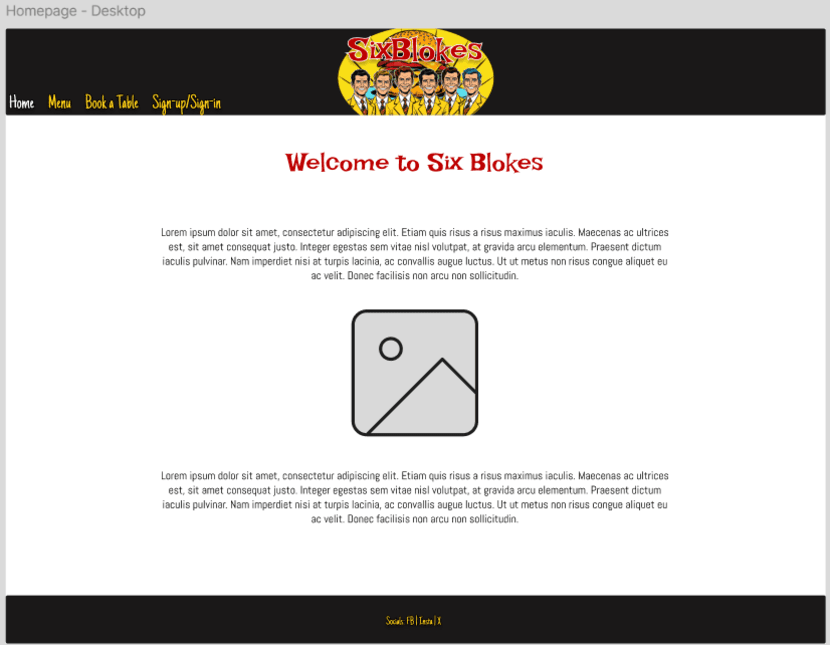 Homepage - Desktop
SixBlokes
Home Menu Book a Table Sign-up/Sign-in
Welcome to Six Blokes
Lorem ipsum dolor sit amet, consectetur adipiscing elit. Etiam quis risus a risus maximus iaculis. Maecenas ac ultrices
est, sit amet consequat justo. Integer egestas sem vitae nisl volutpat, at gravida arcu elementum. Praesent dictum
iaculis pulvinar. Nam imperdiet nisi at turpis lacinia, ac convallis augue luctus. Ut ut metus non risus congue aliquet eu
ac velit. Donec facilisis non arcu non sollicitudin.
Lorem ipsum dolor sit amet, consectetur adipiscing elit. Etiam quis risus a risus maximus iaculis. Maecenas ac ultrices
est, sit amet consequat justo. Integer egestas sem vitae nisl volutpat, at gravida arcu elementum. Praesent dictum
iaculis pulvinar. Nam imperdiet nisi at turpis lacinia, ac convallis augue luctus. Ut ut metus non risus congue aliquet eu
ac velit. Donec facilisis non arcu non sollicitudin.
Socials: FB | Insta | X